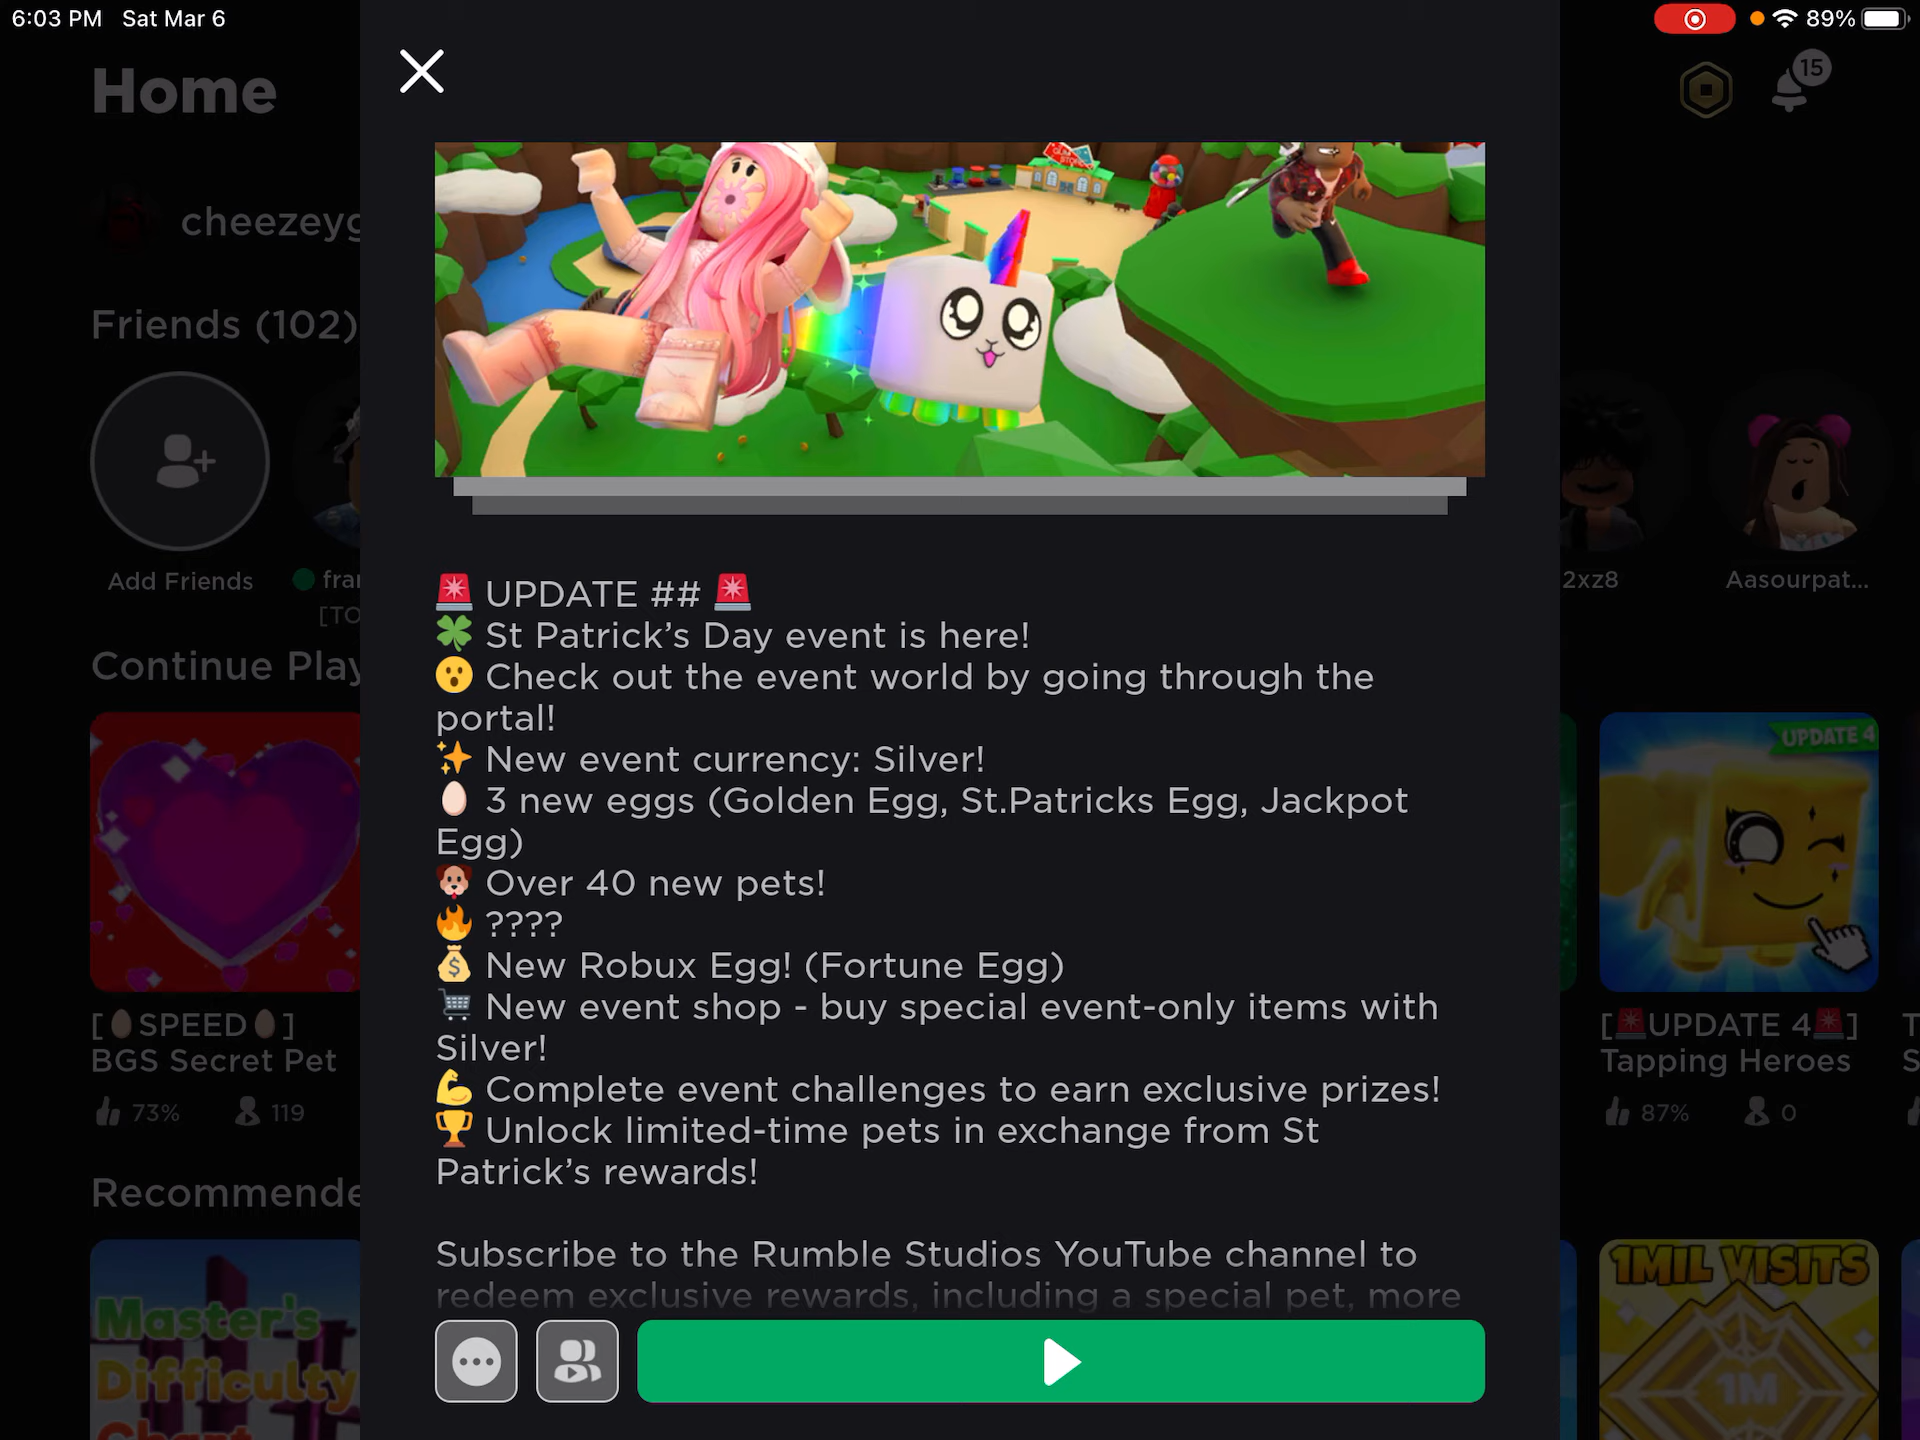 6:03 PM Sat Mar 6
89%
Home
15
cheezeyg
Friends (102)
Add Friends
frar
[TO
2xz8
Aasourpat...
🚨 UPDATE ## 🚨
🍀 St Patrick's Day event is here!
😮 Check out the event world by going through the
portal!
✨ New event currency: Silver!
🥚 3 new eggs (Golden Egg, St.Patricks Egg, Jackpot
Egg)
🐶 Over 40 new pets!
🔥 ????
💰 New Robux Egg! (Fortune Egg)
🛒 New event shop - buy special event-only items with
Silver!
💪 Complete event challenges to earn exclusive prizes!
🏆 Unlock limited-time pets in exchange from St
Patrick's rewards!
Subscribe to the Rumble Studios YouTube channel to
redeem exclusive rewards, including a special pet, more
Continue Play
[🥚SPEED🥚]
BGS Secret Pet
73% 119
UPDATE 4
[🚨UPDATE 4🚨]
Tapping Heroes
87% 0
Recommende
Master's
Difficulty
Chart
1MIL VISITS
1M